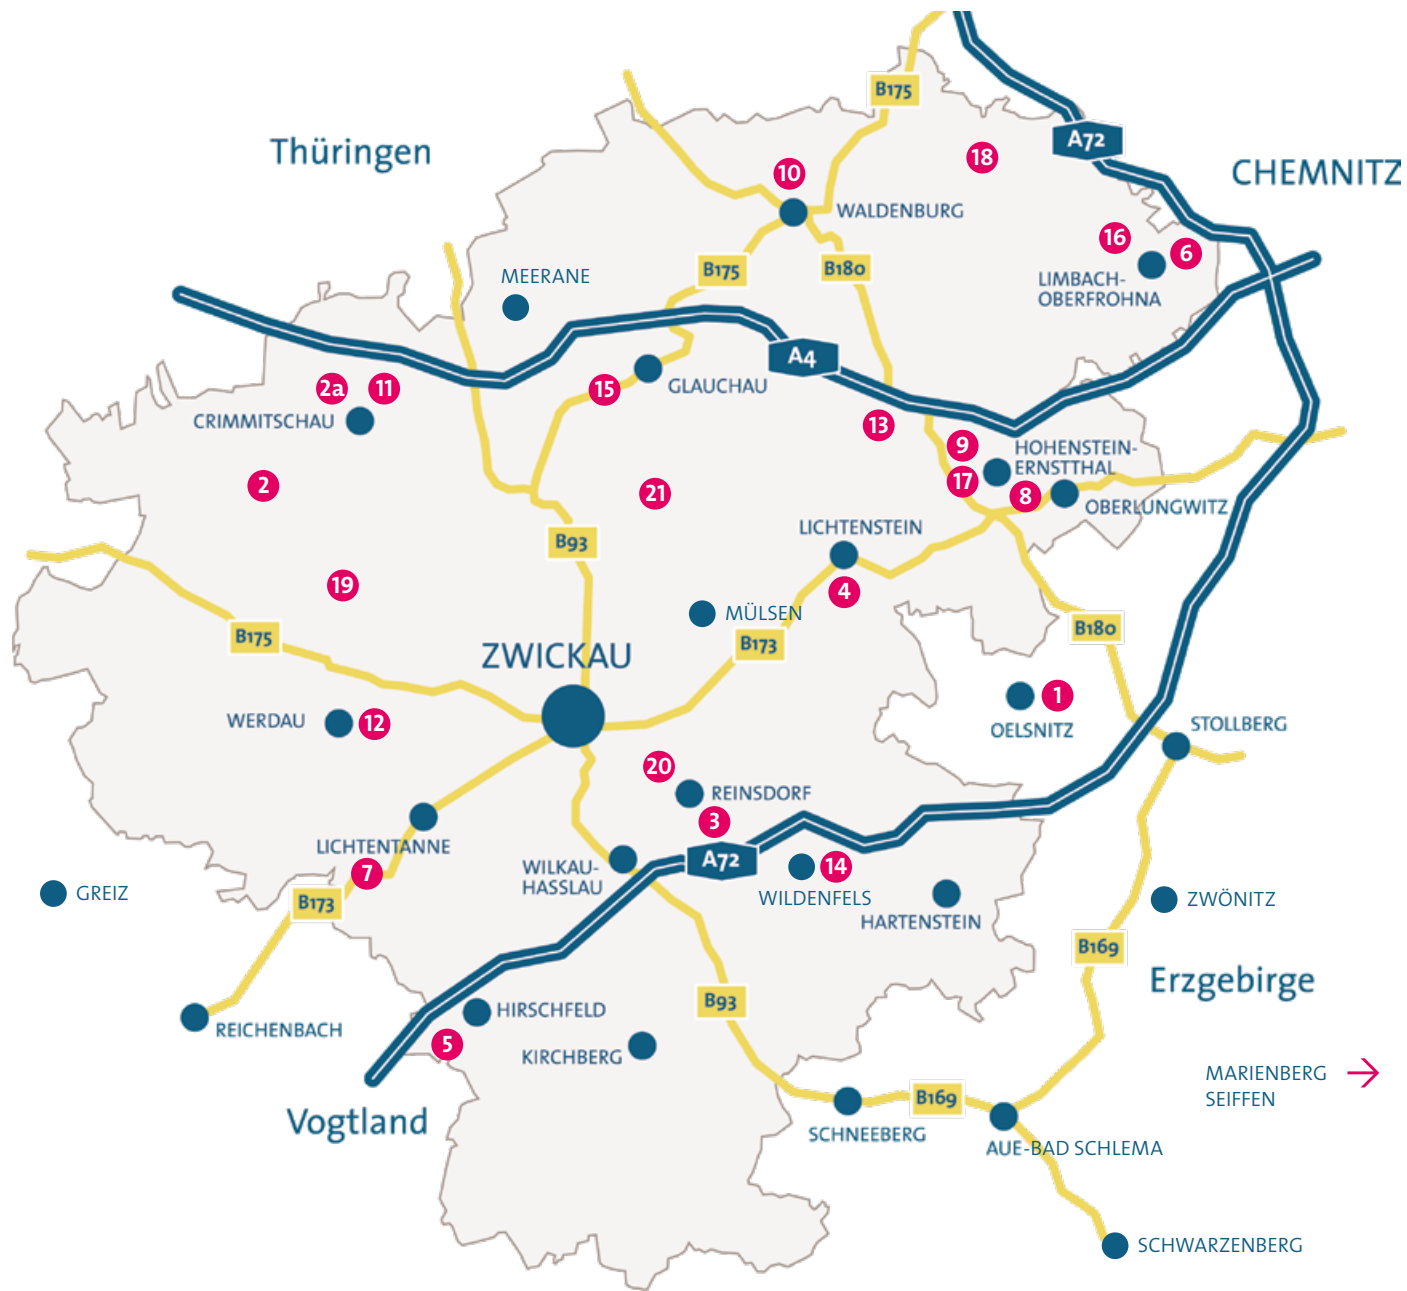 B175
A72
Thüringen
18
CHEMNITZ
10
WALDENBURG
16
6
B175
B180
MEERANE
LIMBACH-
OBERFROHNA
A4
2a
11
15
GLAUCHAU
CRIMMITSCHAU
13
9
HOHENSTEIN-
ERNSTTHAL
2
21
17
8
OBERLUNGWITZ
LICHTENSTEIN
B93
19
4
MÜLSEN
B175
B173
B180
ZWICKAU
1
WERDAU
12
OELSNITZ
STOLLBERG
20
REINSDORF
3
LICHTENTANNE
A72
7
WILKAU-
HASSLAU
14
WILDENFELS
GREIZ
B173
HARTENSTEIN
ZWÖNITZ
B169
Erzgebirge
B93
HIRSCHFELD
REICHENBACH
5
KIRCHBERG
MARIENBERG
SEIFFEN
B169
Vogtland
SCHNEEBERG
AUE-BAD SCHLEMA
SCHWARZENBERG